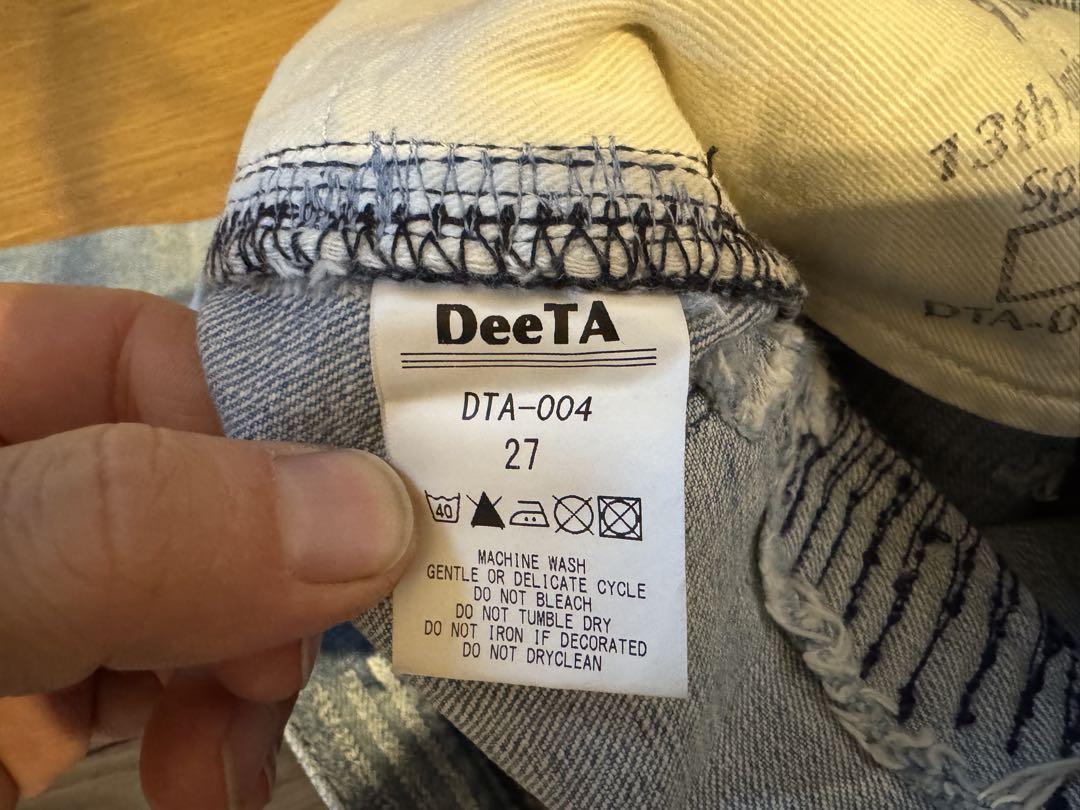 DeeTA
DTA-004
27
40
MACHINE WASH
GENTLE OR DELICATE CYCLE
DO NOT BLEACH
DO NOT TUMBLE DRY
DO NOT IRON IF DECORATED
DO NOT DRYCLEAN
13th
DTA-0